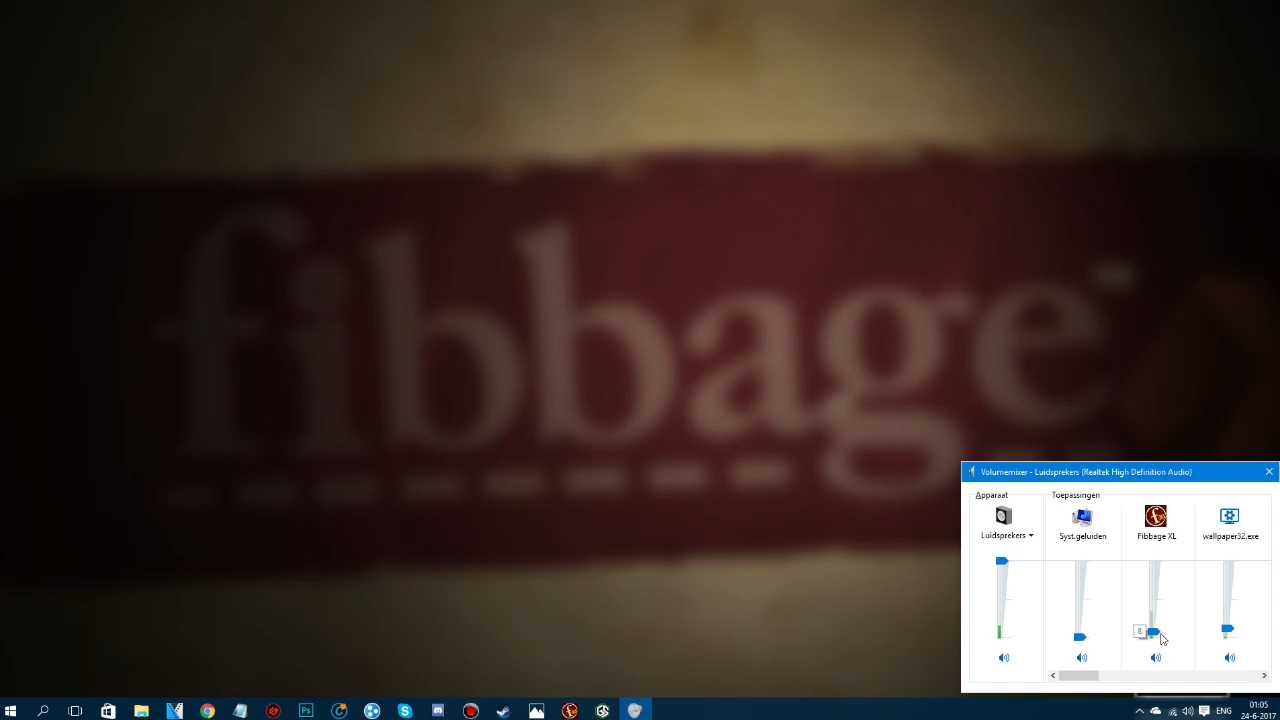 fibbage™
Volumemixer - Luidsprekers (Realtek High Definition Audio)
Apparaat
Toepassingen
Luidsprekers
Syst.geluiden
Fibbage XL
wallpaper32.exe
8
ENG
01:05
24-6-2017